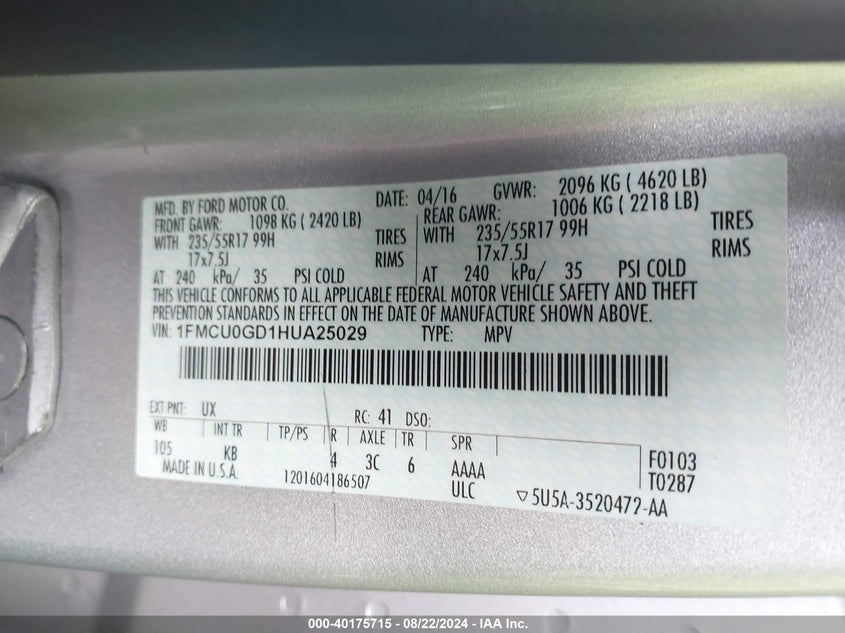 MFD. BY FORD MOTOR CO. DATE: 04/16 GVWR: 2096 KG ( 4620 LB)
FRONT GAWR: 1098 KG ( 2420 LB) REAR GAWR: 1006 KG ( 2218 LB)
WITH 235/55R17 99H TIRES WITH 235/55R17 99H TIRES
17x7.5J RIMS 17x7.5J RIMS
AT 240 kPa/ 35 PSI COLD AT 240 kPa/ 35 PSI COLD
THIS VEHICLE CONFORMS TO ALL APPLICABLE FEDERAL MOTOR VEHICLE SAFETY AND THEFT
PREVENTION STANDARDS IN EFFECT ON THE DATE OF MANUFACTURE SHOWN ABOVE.
VIN: 1FMCU0GD1HUA25029 TYPE: MPV
EXT PNT: UX RC: 41 DSO:
WB INT TR TP/PS R AXLE TR SPR
105 KB 4 3C 6 AAAA F0103
MADE IN U.S.A. 1201604186507 ULC T0287
▽5U5A-3520472-AA
000-40175715 - 08/22/2024 - IAA Inc.